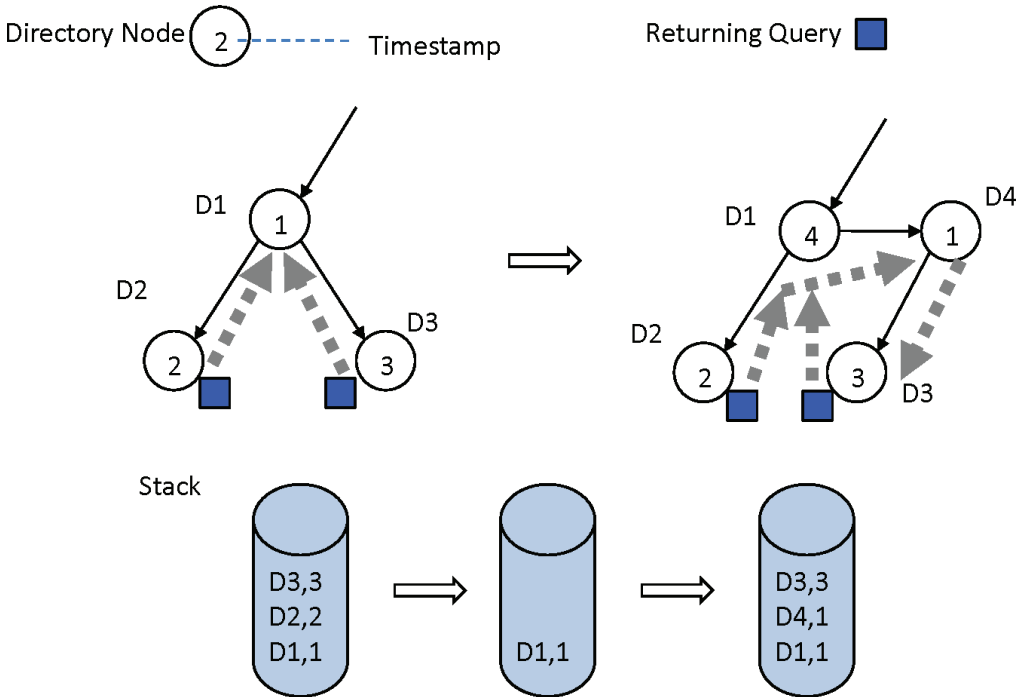 Directory Node 2 Timestamp Returning Query
D1 1
D2
2 3 D3
D4
D1 4 1
D2
2 3 D3
Stack
D3,3
D2,2
D1,1
D1,1
D3,3
D4,1
D1,1